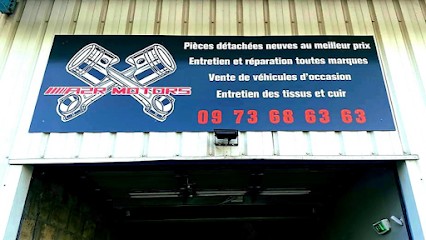 Pièces détachées neuves au meilleur prix
Entretien et réparation toutes marques
Vente de véhicules d'occasion
Entretien des tissus et cuir
09 73 68 63 63
A2R MOTORS